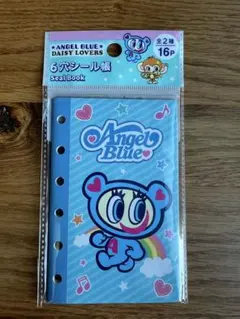 ★ ANGEL BLUE ★
DAISY LOVERS
6穴シール帳
Seal Book
全2種
16P
Angel
Blue